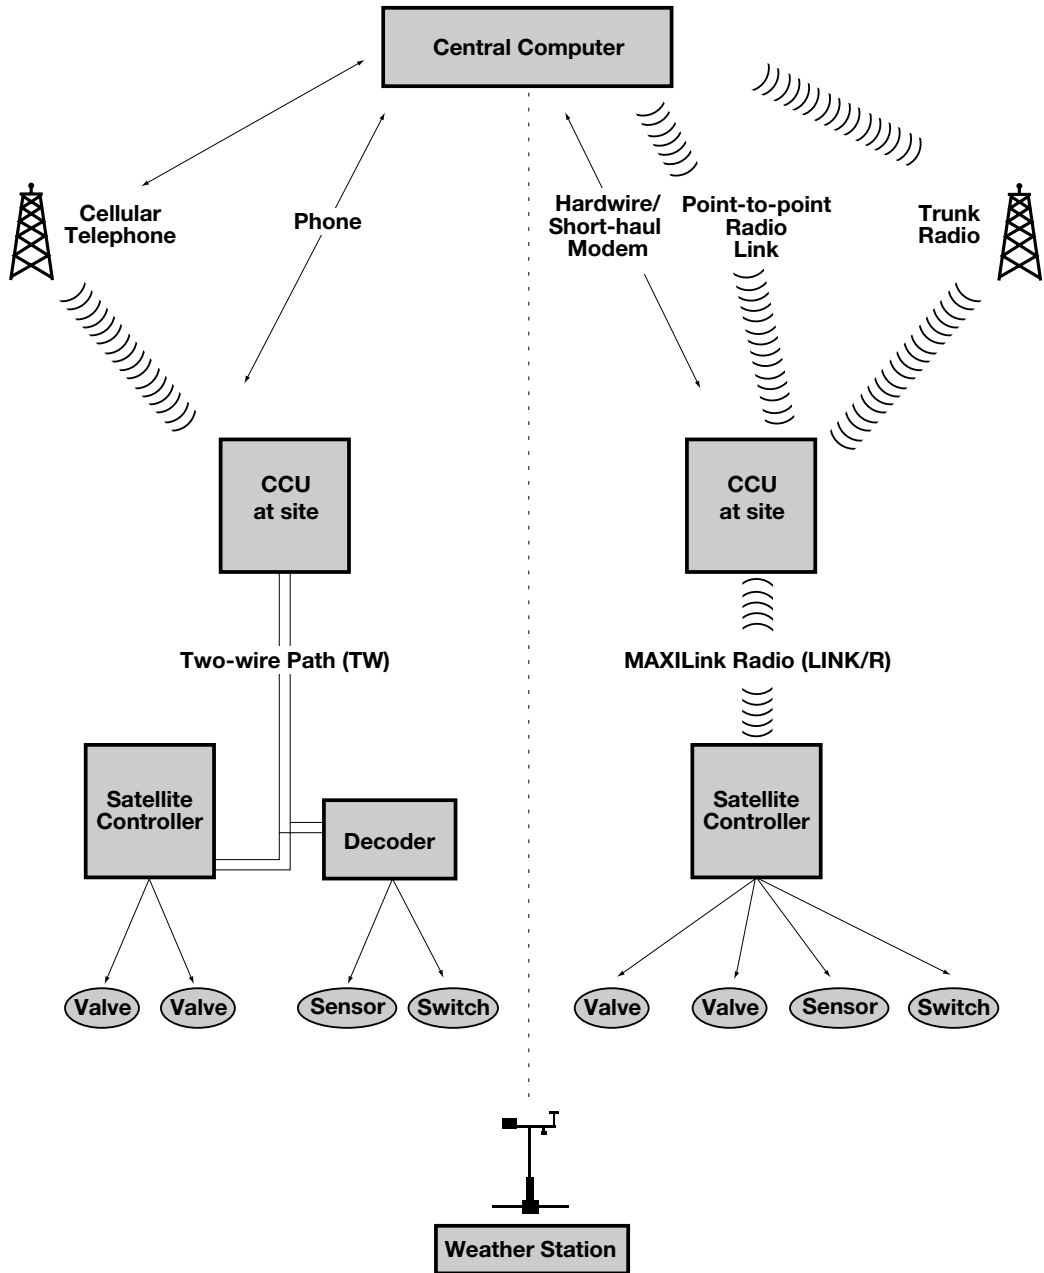 Central Computer
Cellular
Telephone
Phone
Hardwire/
Short-haul
Modem
Point-to-point
Radio
Link
Trunk
Radio
CCU
at site
CCU
at site
Two-wire Path (TW)
MAXILink Radio (LINK/R)
Satellite
Controller
Decoder
Satellite
Controller
Valve
Valve
Sensor
Switch
Valve
Valve
Sensor
Switch
Weather Station